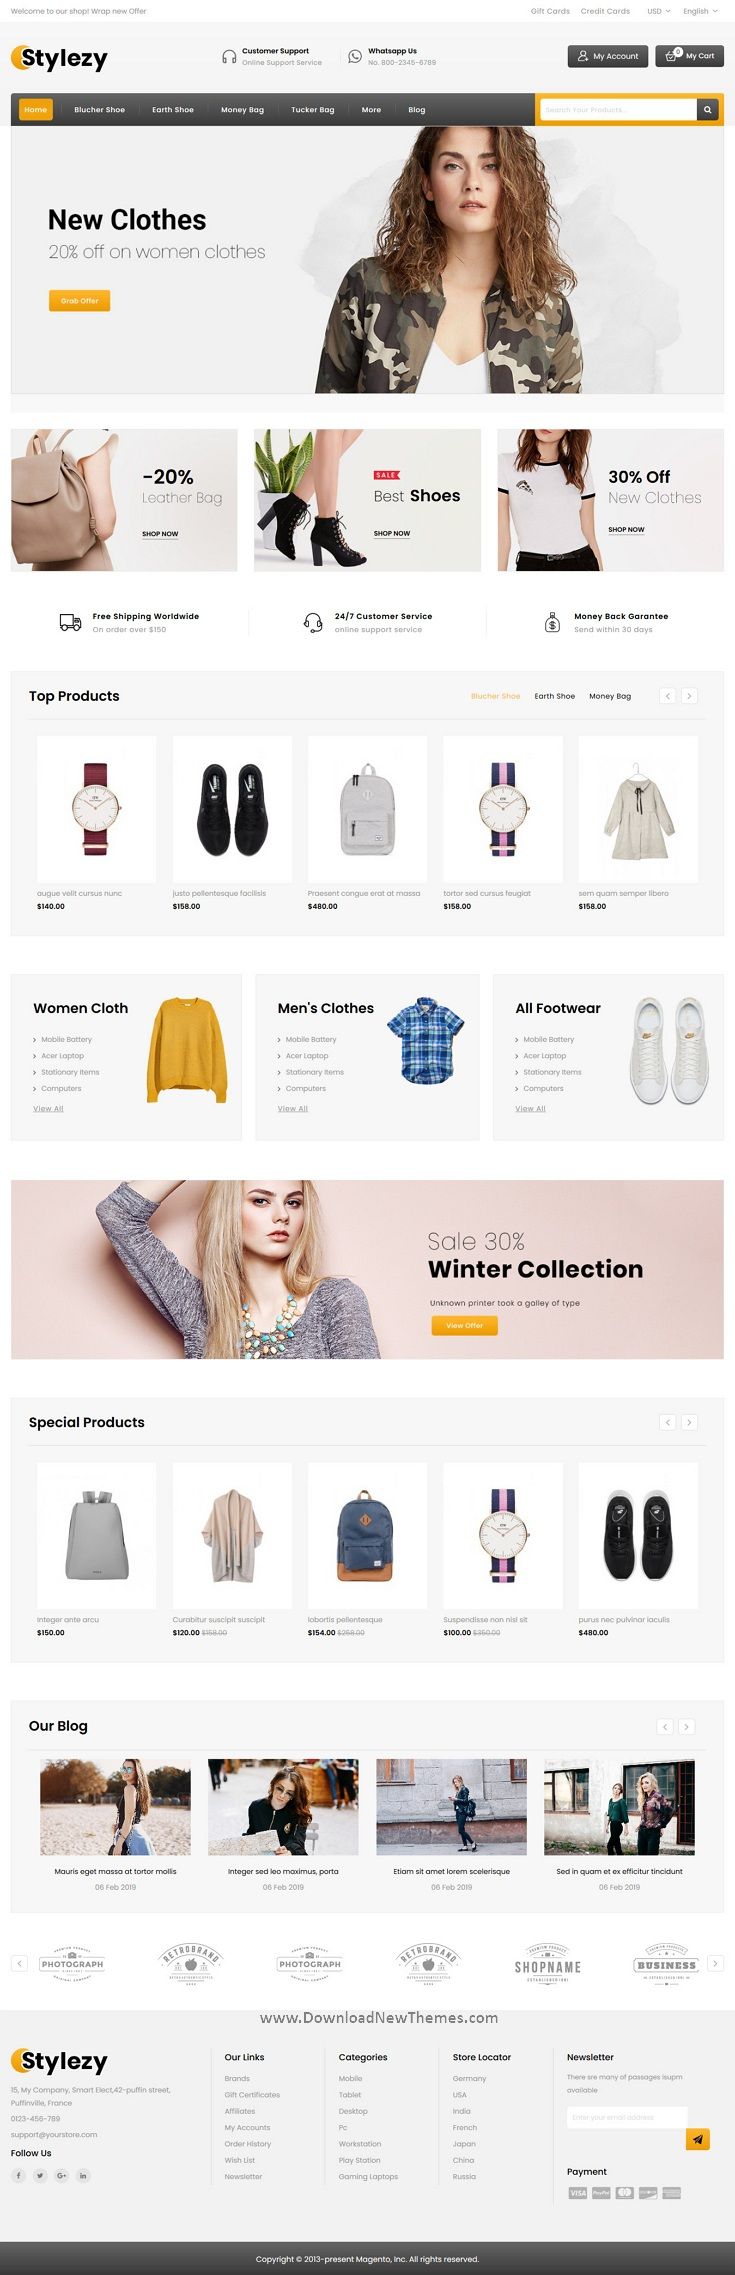 Welcome to our shop! Wrap new Offer
Gift Cards Credit Cards USD English
Stylezy
Customer Support
Online Support Service
Whatsapp Us
No. 800-2345-6789
My Account
0
My Cart
Home Blucher Shoe Earth Shoe Money Bag Tucker Bag More Blog
Search Your Products...
New Clothes
20% off on women clothes
Grab Offer
-20%
Leather Bag
SHOP NOW
SALE
Best Shoes
SHOP NOW
30% Off
New Clothes
SHOP NOW
Free Shipping Worldwide
On order over $150
24/7 Customer Service
online support service
Money Back Garantee
Send within 30 days
Top Products
Blucher Shoe Earth Shoe Money Bag
augue velit cursus nunc
$140.00
justo pellentesque facilisis
$158.00
Praesent congue erat at massa
$480.00
tortor sed cursus feugiat
$158.00
sem quam semper libero
$158.00
Women Cloth
Mobile Battery
Acer Laptop
Stationary Items
Computers
View All
Men's Clothes
Mobile Battery
Acer Laptop
Stationary Items
Computers
View All
All Footwear
Mobile Battery
Acer Laptop
Stationary Items
Computers
View All
Sale 30%
Winter Collection
Unknown printer took a galley of type
View Offer
Special Products
Integer ante arcu
$150.00
Curabitur suscipit suscipit
$120.00 $158.00
lobortis pellentesque
$154.00 $268.00
Suspendisse non nisl sit
$100.00 $350.00
purus nec pulvinar iaculis
$480.00
Our Blog
Mauris eget massa at tortor mollis
06 Feb 2019
Integer sed leo maximus, porta
06 Feb 2019
Etiam sit amet lorem scelerisque
06 Feb 2019
Sed in quam et ex efficitur tincidunt
06 Feb 2019
PREMIUM PRODUCT
PHOTOGRAPH
ORIGINAL COMPANY
RETROBRAND
PREMIUM PRODUCT
PHOTOGRAPH
ORIGINAL COMPANY
RETROBRAND
PREMIUM PRODUCT
SHOPNAME
ESTABLISHED 1991
BUSINESS
www.DownloadNewThemes.com
Stylezy
15, My Company, Smart Elect,42-puffin street,
Puffinville, France
0123-456-789
support@yourstore.com
Follow Us
Our Links
Brands
Gift Certificates
Affiliates
My Accounts
Order History
Wish List
Newsletter
Categories
Mobile
Tablet
Desktop
Pc
Workstation
Play Station
Gaming Laptops
Store Locator
Germany
USA
India
French
Japan
China
Russia
Newsletter
There are many of passages isupm
available
Enter your email address
Payment
VISA PayPal
Copyright © 2013-present Magento, Inc. All rights reserved.